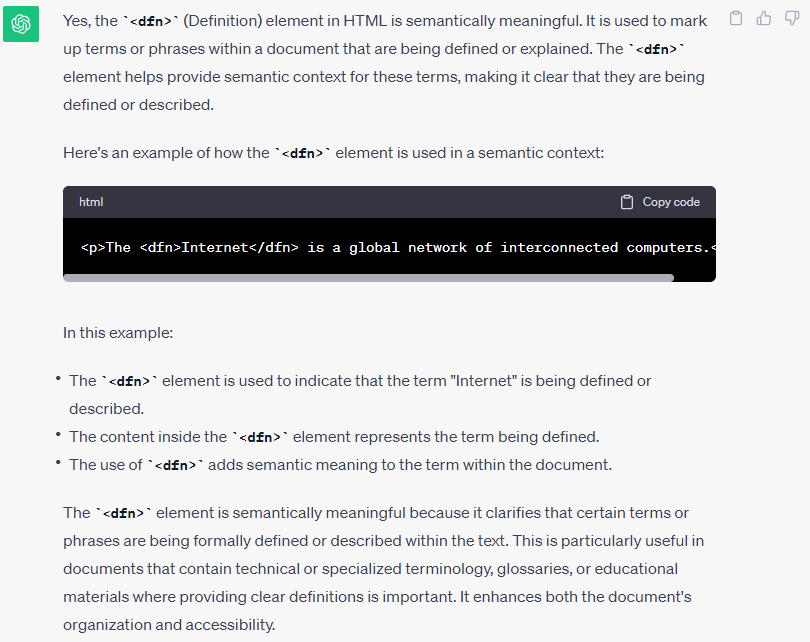 Yes, the `<dfn>` (Definition) element in HTML is semantically meaningful. It is used to mark
up terms or phrases within a document that are being defined or explained. The `<dfn>`
element helps provide semantic context for these terms, making it clear that they are being
defined or described.
Here's an example of how the `<dfn>` element is used in a semantic context:
html Copy code
<p>The <dfn>Internet</dfn> is a global network of interconnected computers.<
In this example:
• The `<dfn>` element is used to indicate that the term "Internet" is being defined or
described.
• The content inside the `<dfn>` element represents the term being defined.
• The use of `<dfn>` adds semantic meaning to the term within the document.
The `<dfn>` element is semantically meaningful because it clarifies that certain terms or
phrases are being formally defined or described within the text. This is particularly useful in
documents that contain technical or specialized terminology, glossaries, or educational
materials where providing clear definitions is important. It enhances both the document's
organization and accessibility.